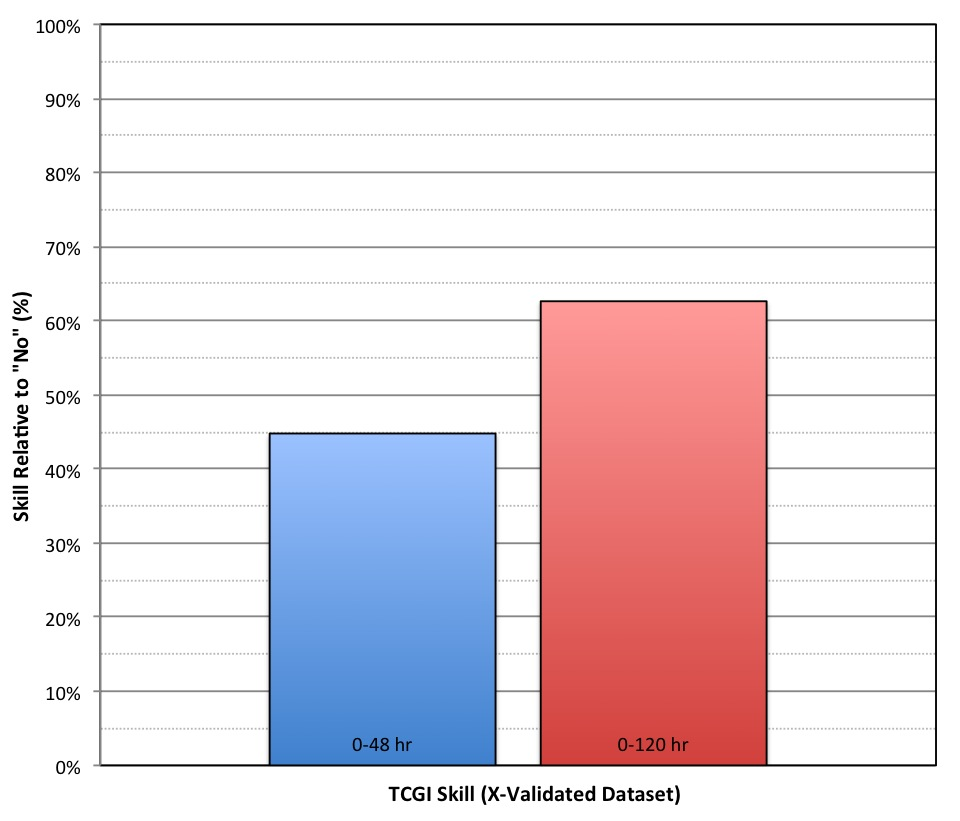 100%
90%
80%
70%
60%
50%
40%
30%
20%
10%
0%
Skill Relative to "No" (%)
0-48 hr
0-120 hr
TCGI Skill (X-Validated Dataset)